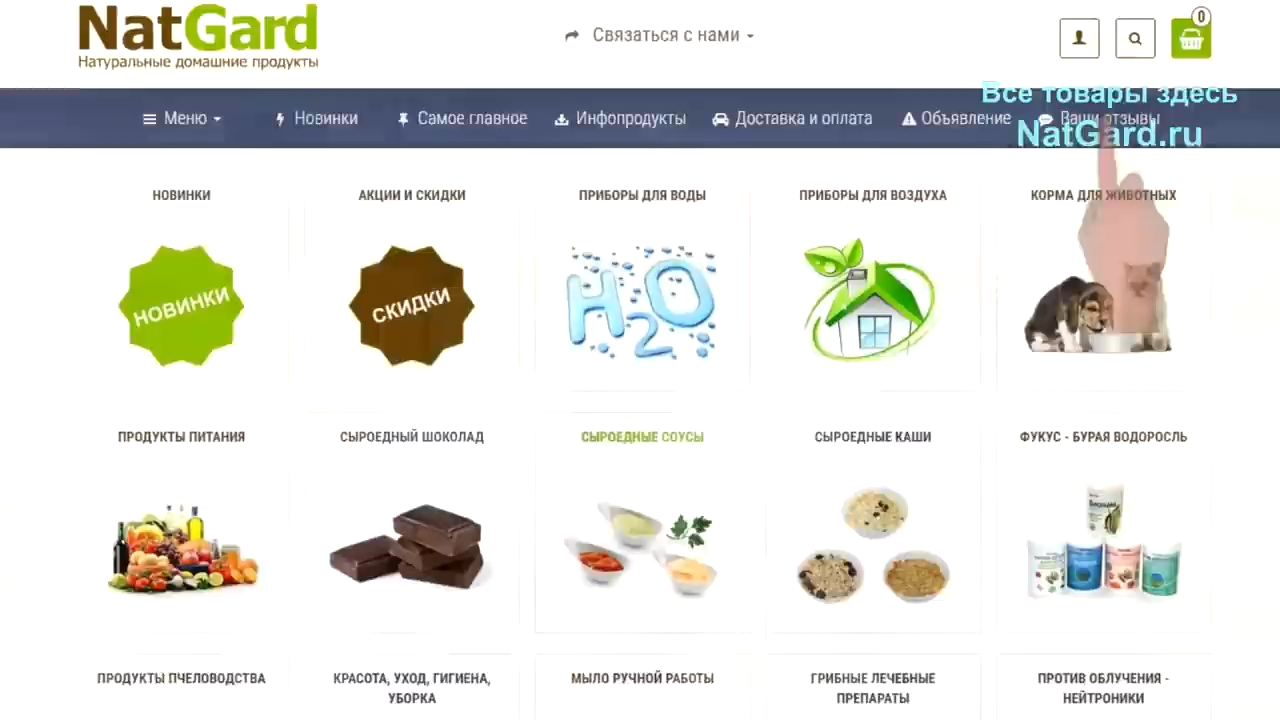 NatGard
Натуральные домашние продукты
Связаться с нами
0
Все товары здесь
NatGard.ru
Меню
Новинки
Самое главное
Инфопродукты
Доставка и оплата
Объявление
Ваши отзывы
НОВИНКИ
АКЦИИ И СКИДКИ
ПРИБОРЫ ДЛЯ ВОДЫ
ПРИБОРЫ ДЛЯ ВОЗДУХА
КОРМА ДЛЯ ЖИВОТНЫХ
НОВИНКИ
СКИДКИ
H2O
ПРОДУКТЫ ПИТАНИЯ
СЫРОЕДНЫЙ ШОКОЛАД
СЫРОЕДНЫЕ СОУСЫ
СЫРОЕДНЫЕ КАШИ
ФУКУС - БУРАЯ ВОДОРОСЛЬ
ПРОДУКТЫ ПЧЕЛОВОДСТВА
КРАСОТА, УХОД, ГИГИЕНА,
УБОРКА
МЫЛО РУЧНОЙ РАБОТЫ
ГРИБНЫЕ ЛЕЧЕБНЫЕ
ПРЕПАРАТЫ
ПРОТИВ ОБЛУЧЕНИЯ -
НЕЙТРОНИКИ